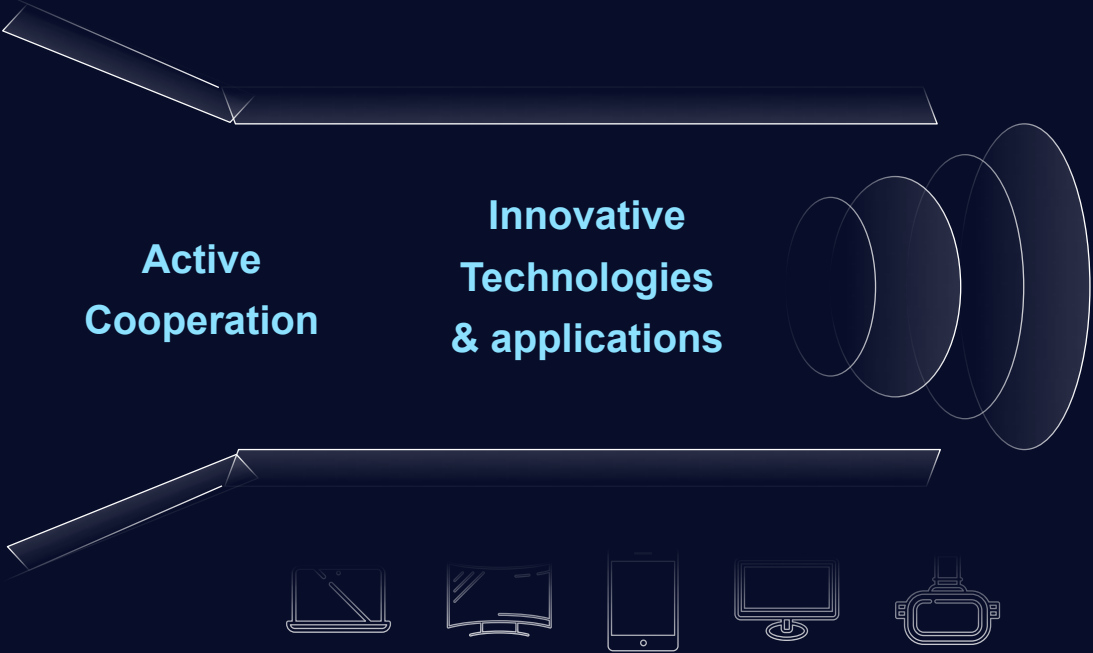 Active
Cooperation
Innovative
Technologies
& applications